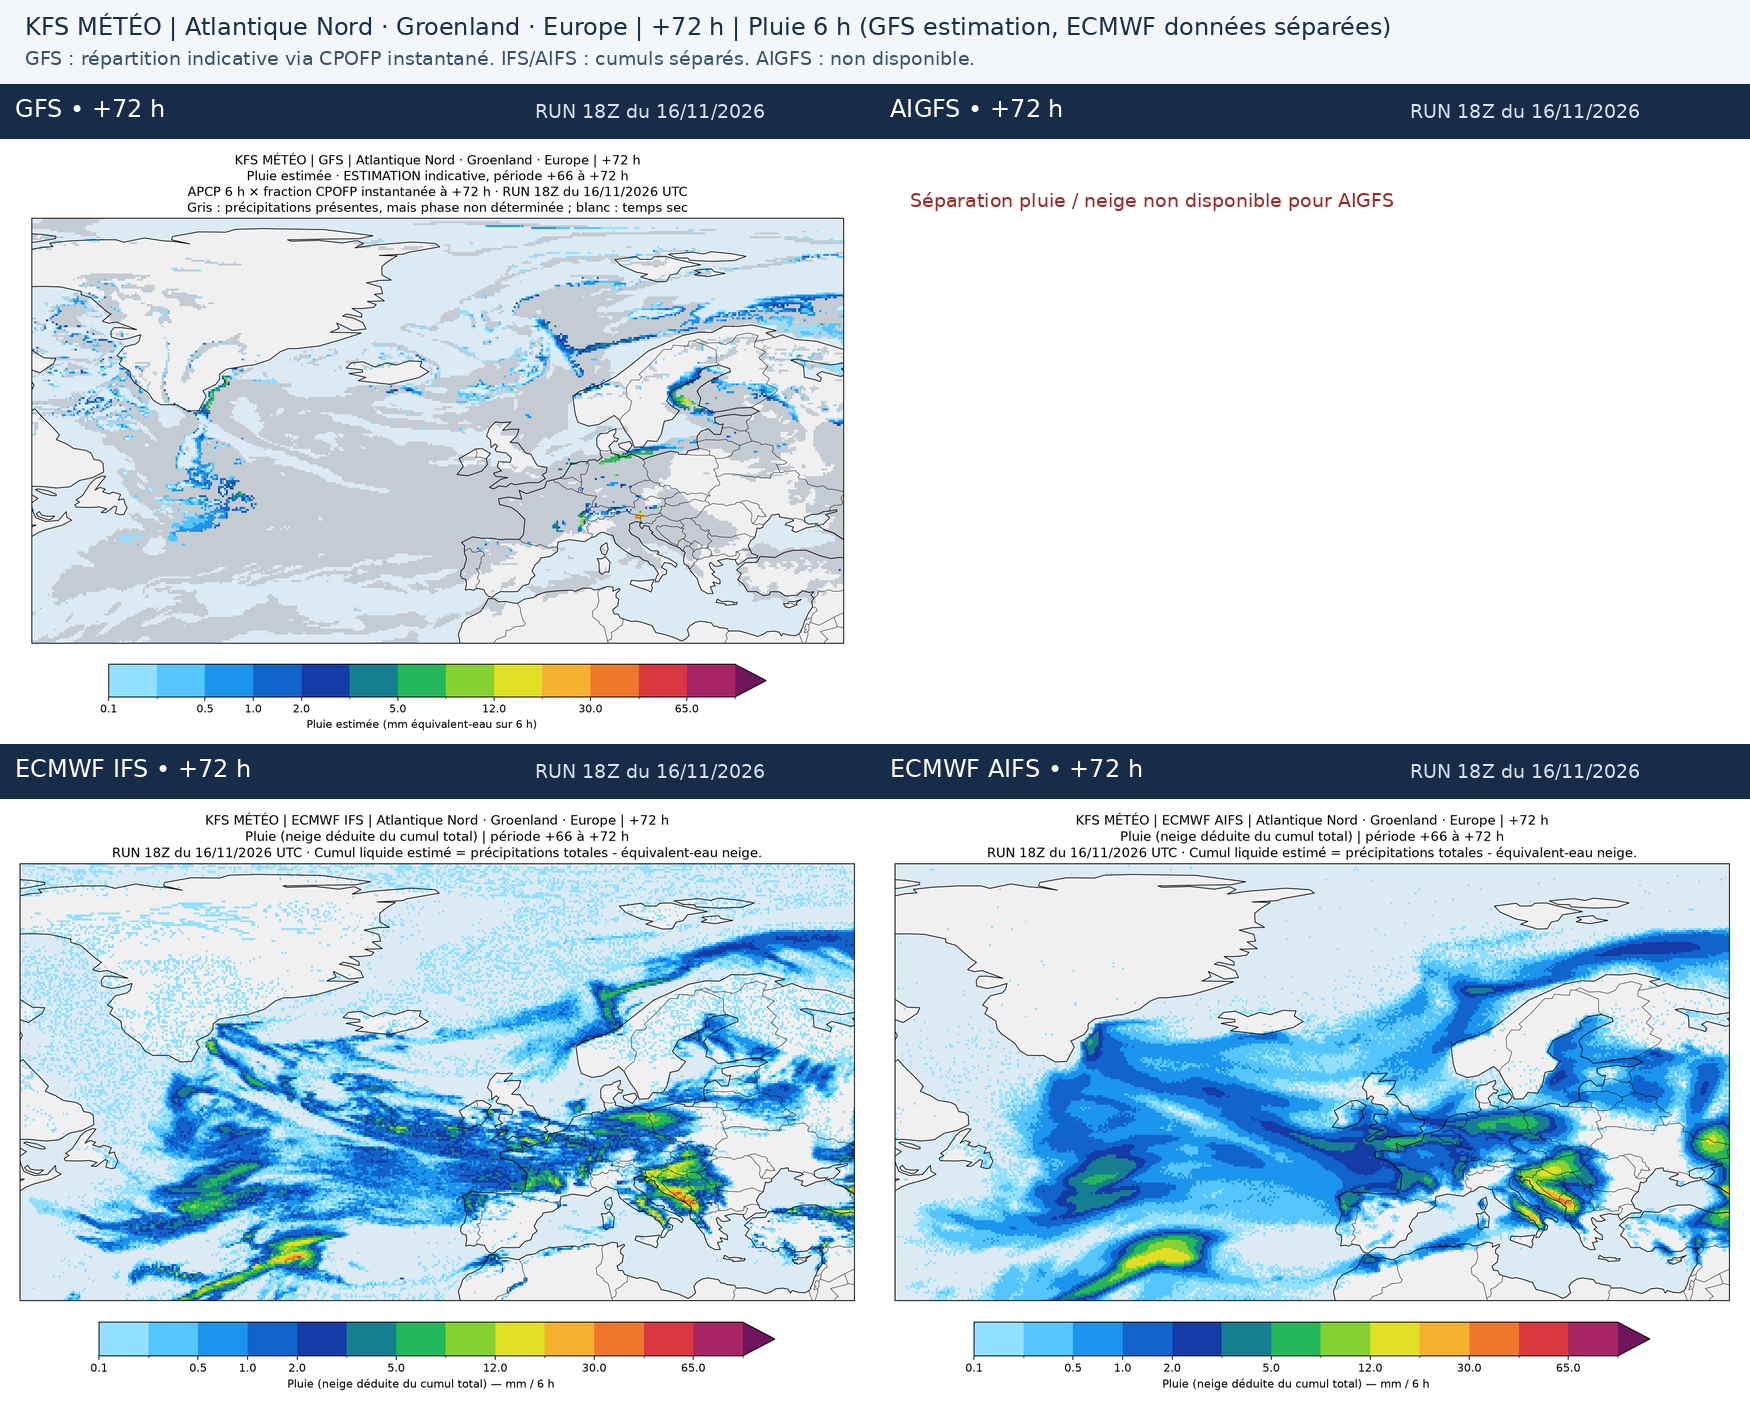 KFS MÉTÉO | Atlantique Nord · Groenland · Europe | +72 h | Pluie 6 h (GFS estimation, ECMWF données séparées)
GFS : répartition indicative via CPOFP instantané. IFS/AIFS : cumuls séparés. AIGFS : non disponible.
GFS • +72 h
RUN 18Z du 16/11/2026
AIGFS • +72 h
RUN 18Z du 16/11/2026
KFS MÉTÉO | GFS | Atlantique Nord · Groenland · Europe | +72 h
Pluie estimée · ESTIMATION indicative, période +66 à +72 h
APCP 6 h × fraction CPOFP instantanée à +72 h · RUN 18Z du 16/11/2026 UTC
Gris : précipitations présentes, mais phase non déterminée ; blanc : temps sec
Séparation pluie / neige non disponible pour AIGFS
0.1 0.5 1.0 2.0 5.0 12.0 30.0 65.0
Pluie estimée (mm équivalent-eau sur 6 h)
ECMWF IFS • +72 h
RUN 18Z du 16/11/2026
ECMWF AIFS • +72 h
RUN 18Z du 16/11/2026
KFS MÉTÉO | ECMWF IFS | Atlantique Nord · Groenland · Europe | +72 h
Pluie (neige déduite du cumul total) | période +66 à +72 h
RUN 18Z du 16/11/2026 UTC · Cumul liquide estimé = précipitations totales - équivalent-eau neige.
0.1 0.5 1.0 2.0 5.0 12.0 30.0 65.0
Pluie (neige déduite du cumul total) — mm / 6 h
KFS MÉTÉO | ECMWF AIFS | Atlantique Nord · Groenland · Europe | +72 h
Pluie (neige déduite du cumul total) | période +66 à +72 h
RUN 18Z du 16/11/2026 UTC · Cumul liquide estimé = précipitations totales - équivalent-eau neige.
0.1 0.5 1.0 2.0 5.0 12.0 30.0 65.0
Pluie (neige déduite du cumul total) — mm / 6 h